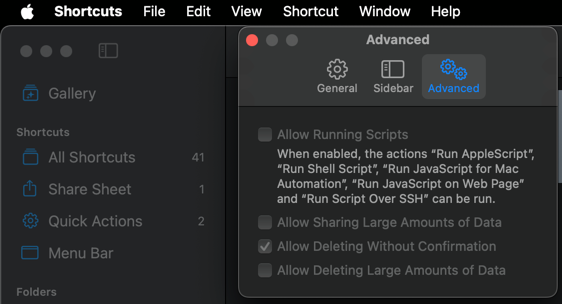 Shortcuts File Edit View Shortcut Window Help
Advanced
General Sidebar Advanced
Gallery
Shortcuts
All Shortcuts 41
Share Sheet 1
Quick Actions 2
Menu Bar
Folders
Allow Running Scripts
When enabled, the actions “Run AppleScript”,
“Run Shell Script”, “Run JavaScript for Mac
Automation”, “Run JavaScript on Web Page”
and “Run Script Over SSH” can be run.
Allow Sharing Large Amounts of Data
Allow Deleting Without Confirmation
Allow Deleting Large Amounts of Data